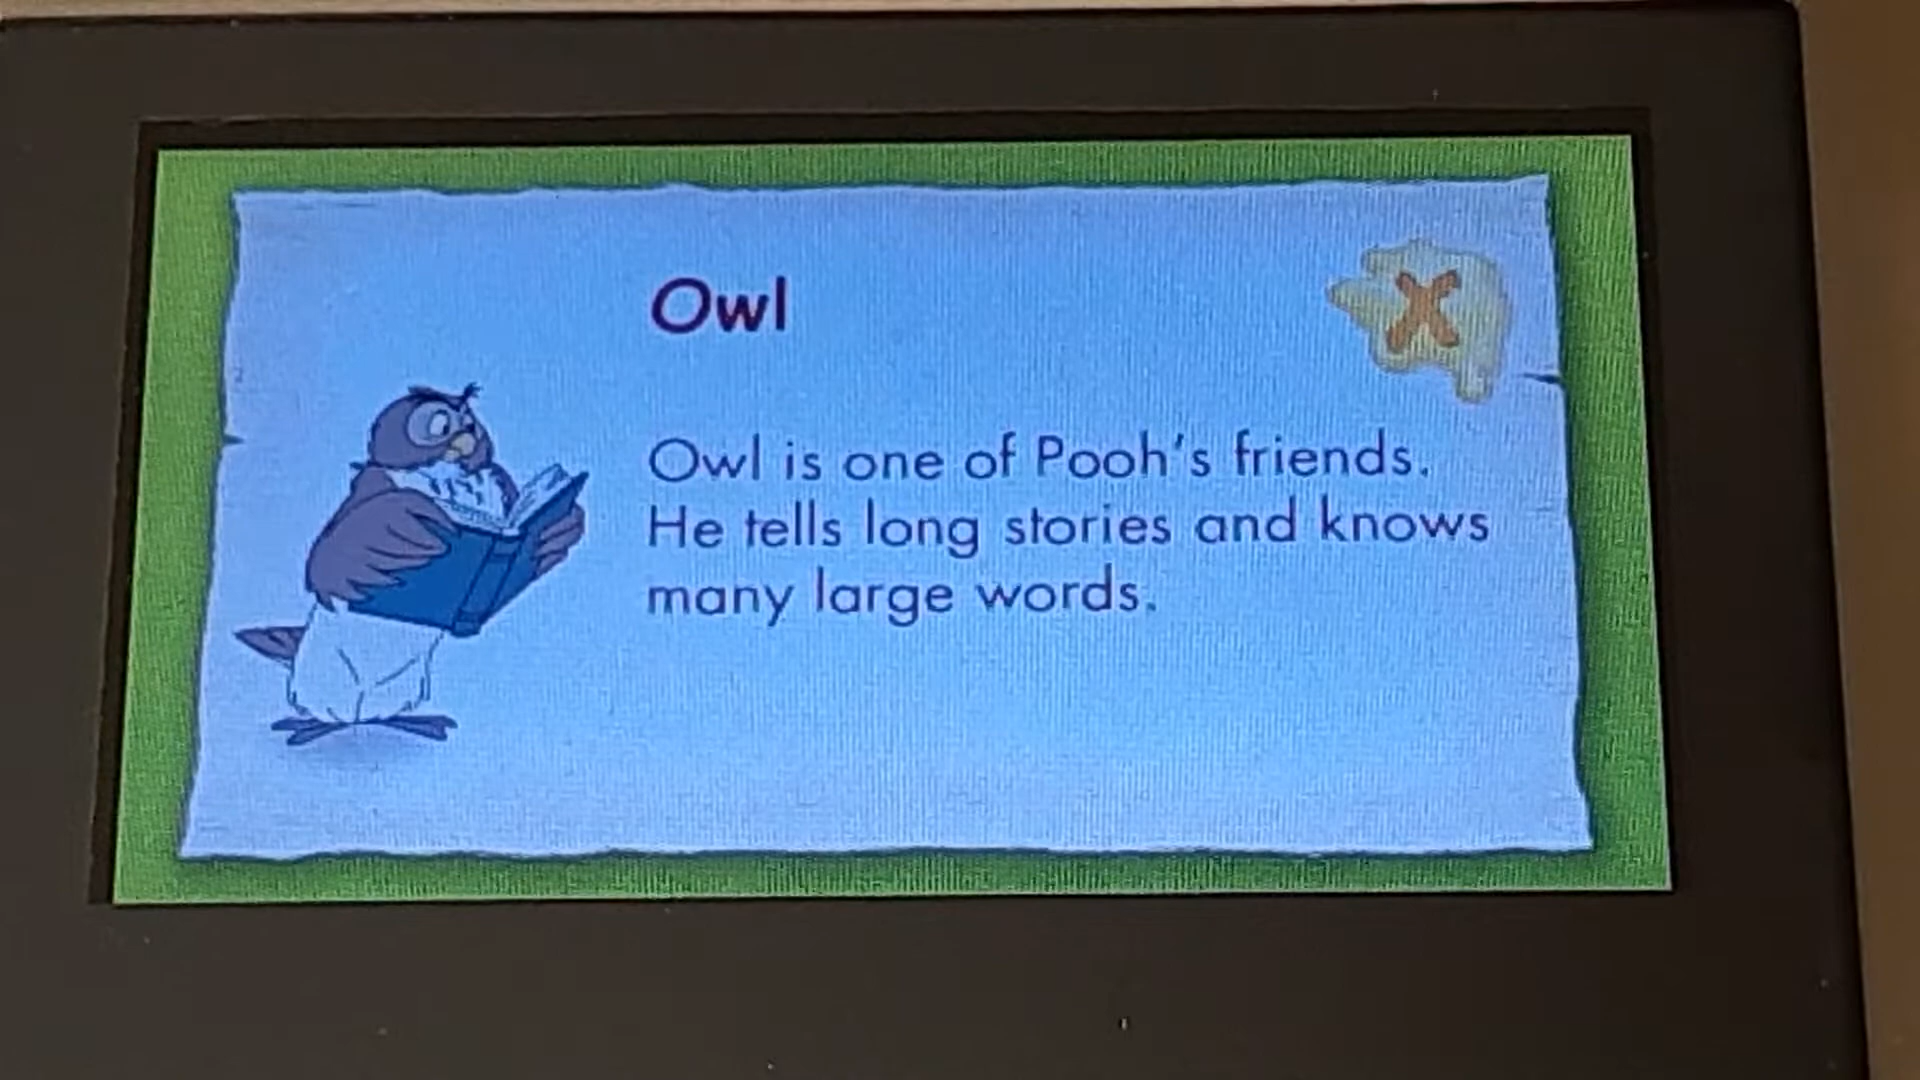 Owl
X
Owl is one of Pooh's friends.
He tells long stories and knows
many large words.